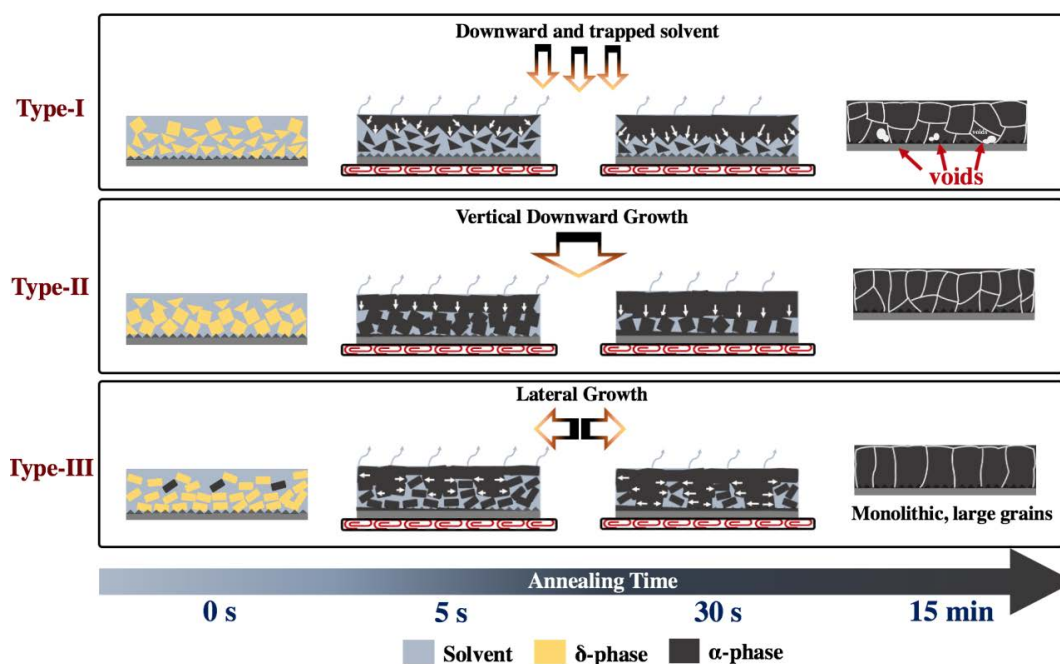 Downward and trapped solvent
Type-I
voids
voids
Vertical Downward Growth
Type-II
Lateral Growth
Type-III
Monolithic, large grains
Annealing Time
0 s
5 s
30 s
15 min
Solvent
δ-phase
α-phase